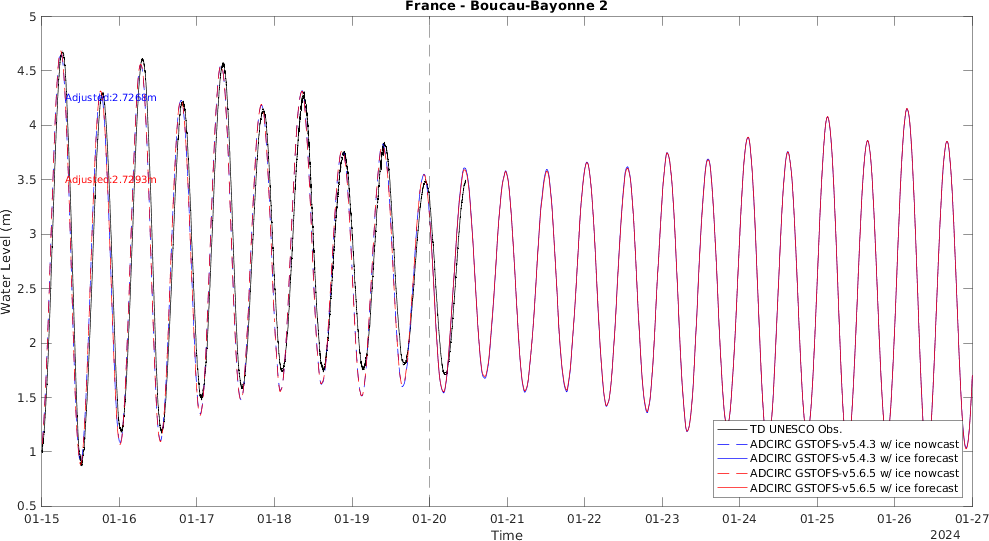 France - Boucau-Bayonne 2
5
4.5
4
3.5
3
2.5
2
1.5
1
0.5
Water Level (m)
Adjusted:2.7268m
Adjusted:2.7293m
TD UNESCO Obs.
ADCIRC GSTOFS-v5.4.3 w/ ice nowcast
ADCIRC GSTOFS-v5.4.3 w/ ice forecast
ADCIRC GSTOFS-v5.6.5 w/ ice nowcast
ADCIRC GSTOFS-v5.6.5 w/ ice forecast
01-15 01-16 01-17 01-18 01-19 01-20 01-21 01-22 01-23 01-24 01-25 01-26 01-27
Time
2024